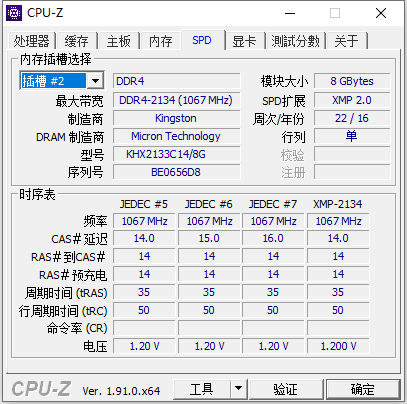 CPU-Z
处理器 缓存 主板 内存 SPD 显卡 测試分數 关于
内存插槽选择
插槽 #2 DDR4 模块大小 8 GBytes
最大带宽 DDR4-2134 (1067 MHz) SPD扩展 XMP 2.0
制造商 Kingston 周次/年份 22 / 16
DRAM 制造商 Micron Technology 行列 单
型号 KHX2133C14/8G 校验
序列号 BE0656D8 注册
时序表
JEDEC #5 JEDEC #6 JEDEC #7 XMP-2134
频率 1067 MHz 1067 MHz 1067 MHz 1067 MHz
CAS# 延迟 14.0 15.0 16.0 14.0
RAS# 到CAS# 14 14 14 14
RAS# 预充电 14 14 14 14
周期时间 (tRAS) 35 35 35 35
行周期时间 (tRC) 50 50 50 50
命令率 (CR)
电压 1.20 V 1.20 V 1.20 V 1.200 V
CPU-Z Ver. 1.91.0.x64 工具 验证 确定